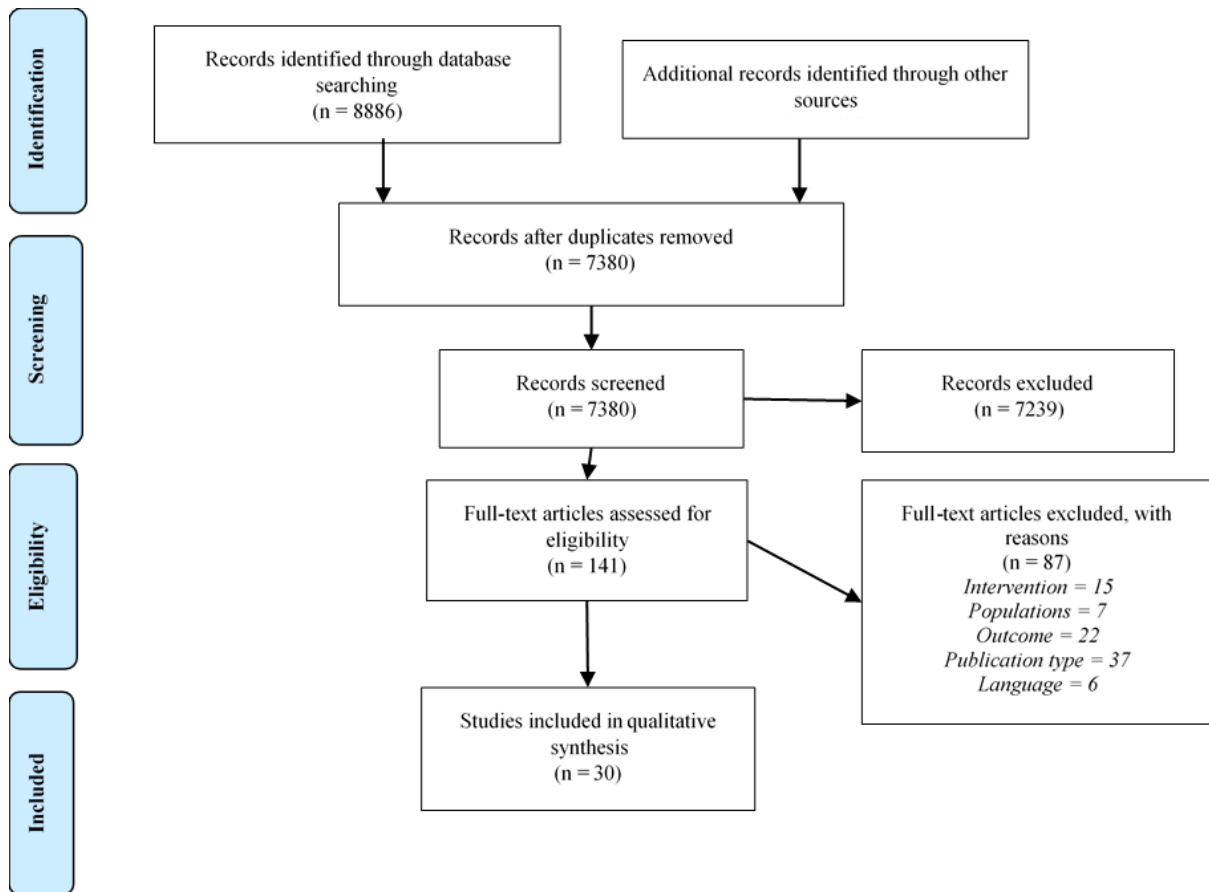 Identification
Records identified through database
searching
(n = 8886)
Additional records identified through other
sources
Records after duplicates removed
(n = 7380)
Screening
Records screened
(n = 7380)
Records excluded
(n = 7239)
Eligibility
Full-text articles assessed for
eligibility
(n = 141)
Full-text articles excluded, with
reasons
(n = 87)
Intervention = 15
Populations = 7
Outcome = 22
Publication type = 37
Language = 6
Included
Studies included in qualitative
synthesis
(n = 30)